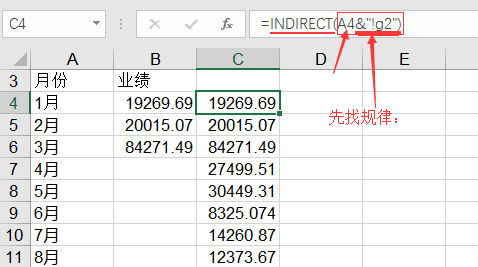 C4 =INDIRECT(A4&"!g2")
A B C D E
3 月份 业绩
4 1月 19269.69 19269.69
先找规律：
5 2月 20015.07 20015.07
6 3月 84271.49 84271.49
7 4月 27499.51
8 5月 30449.31
9 6月 8325.074
10 7月 14260.87
11 8月 12373.67